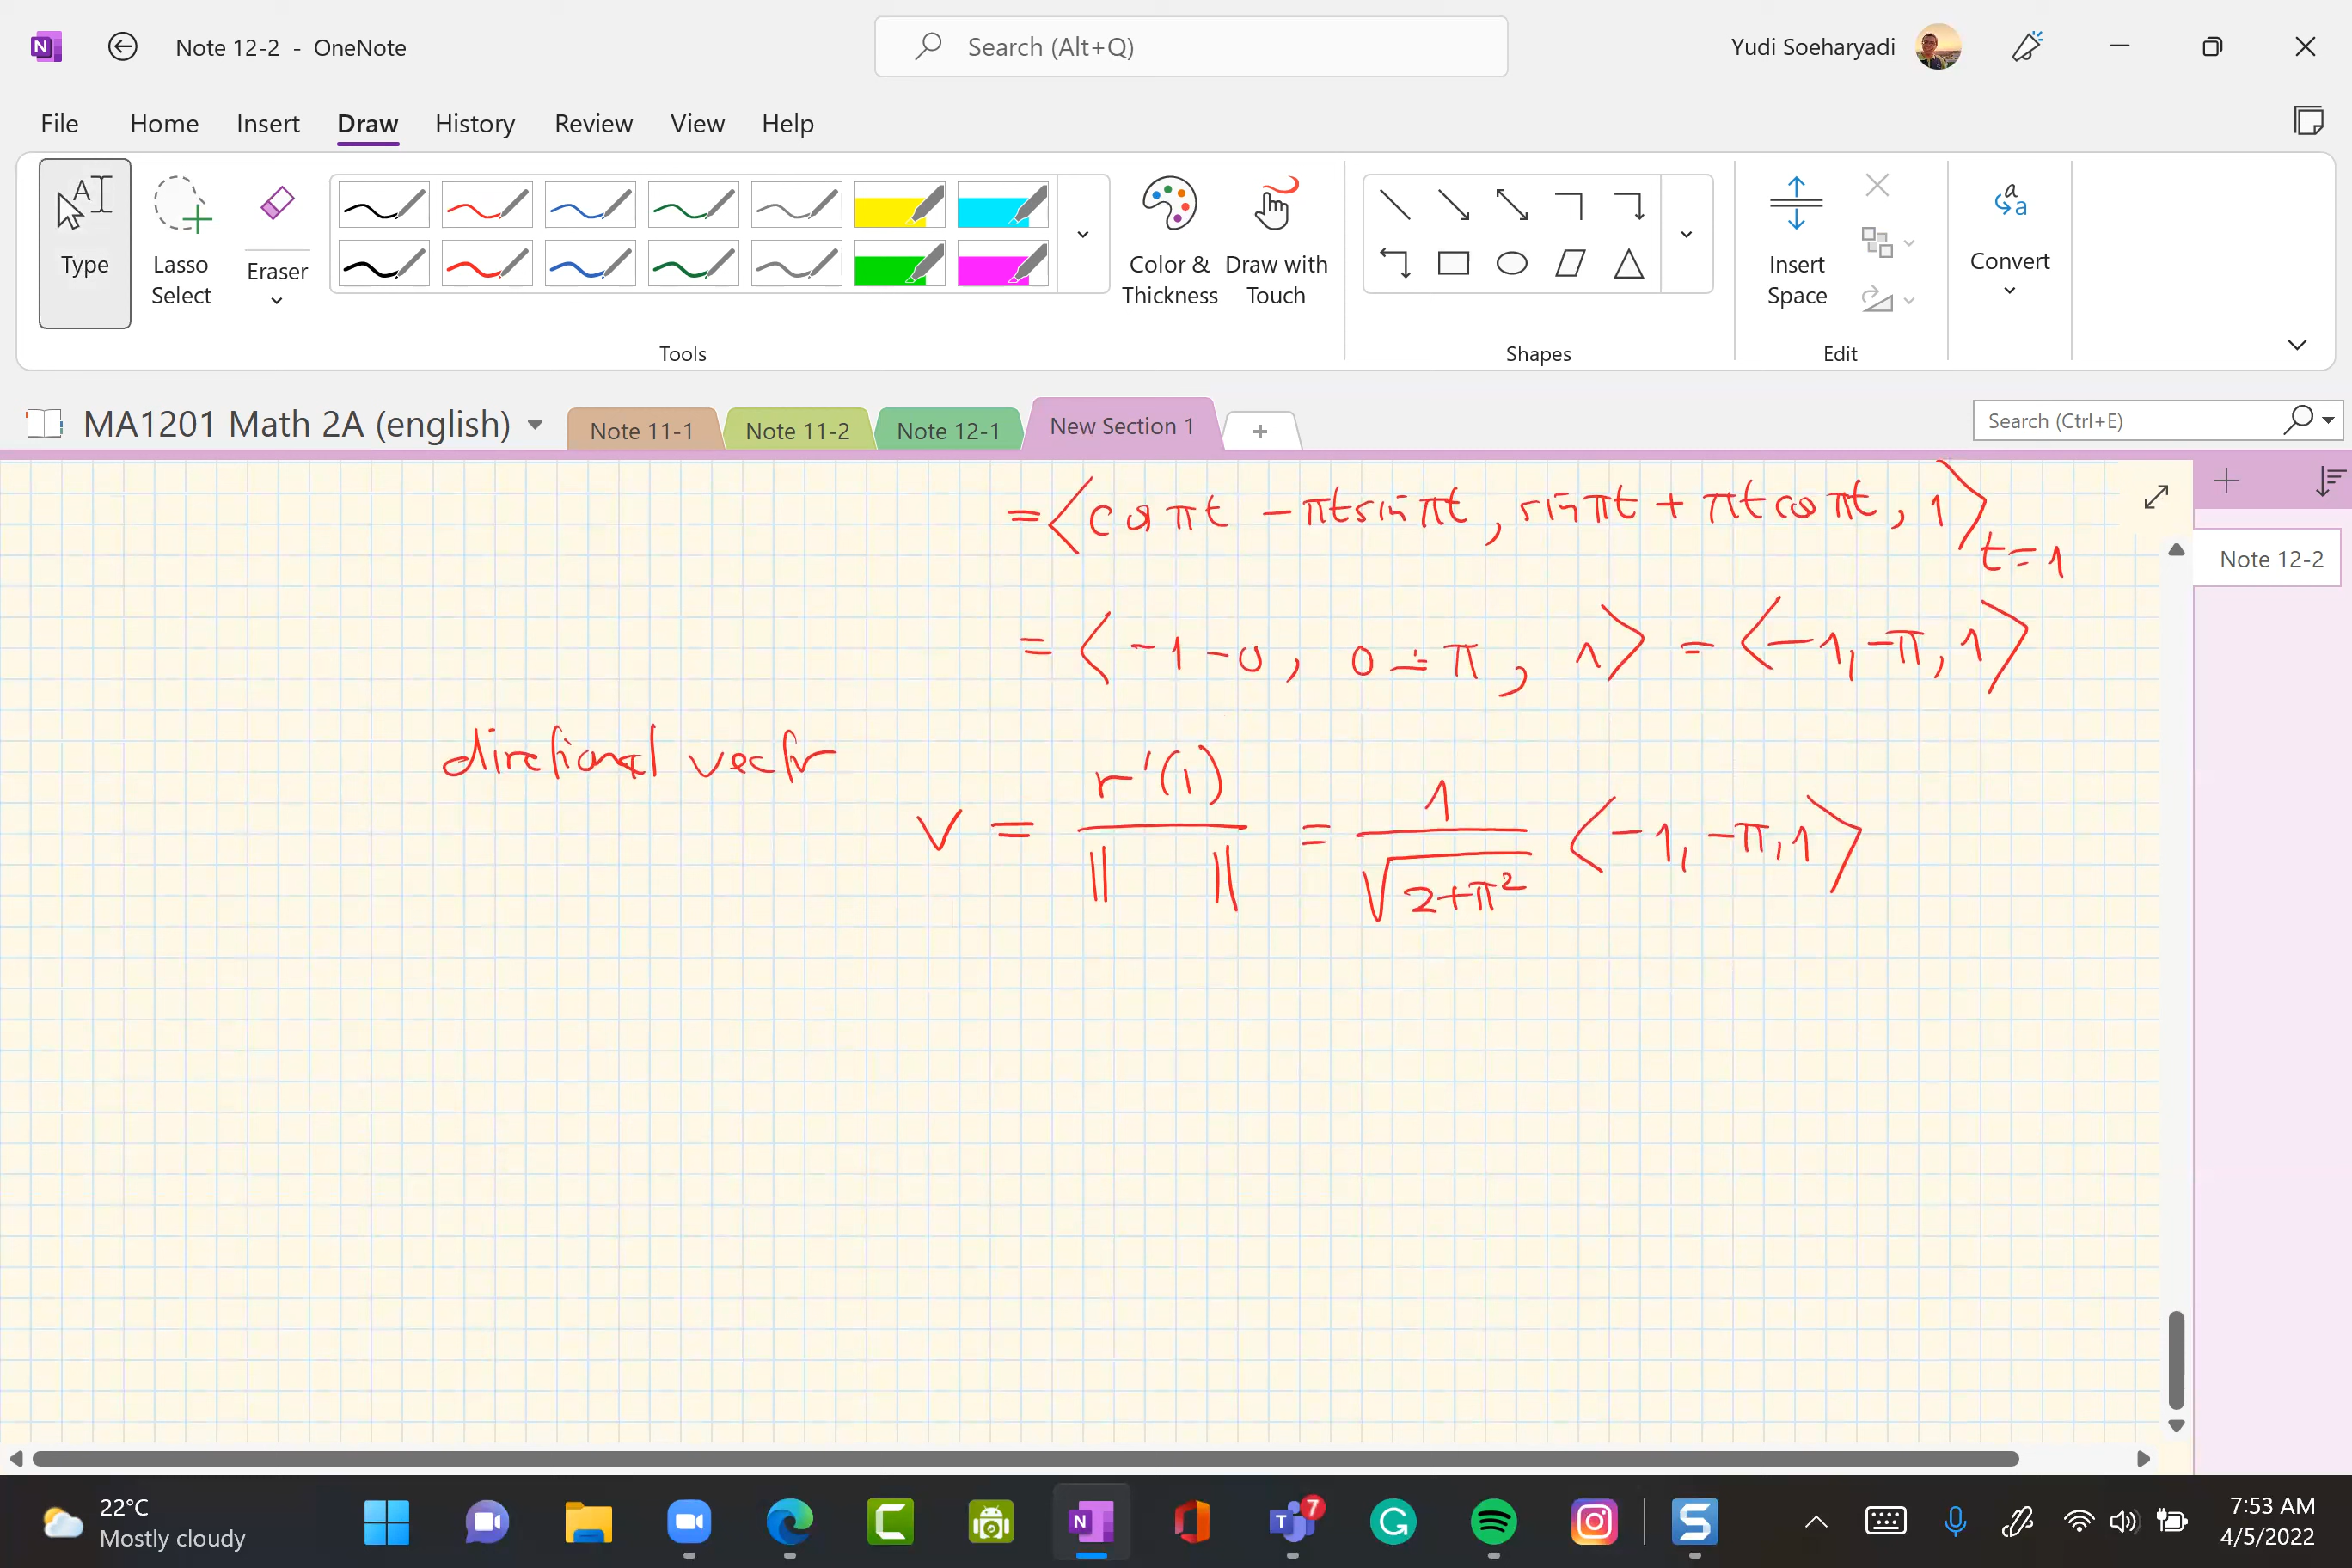 Note 12-2 - OneNote
Search (Alt+Q)
Yudi Soeharyadi
File Home Insert Draw History Review View Help
Type
Lasso Select
Eraser
Color & Thickness
Draw with Touch
Insert Space
Convert
Tools
Shapes
Edit
MA1201 Math 2A (english)
Note 11-1
Note 11-2
Note 12-1
New Section 1
Search (Ctrl+E)
Note 12-2
= ⟨cos πt − πt sin πt, sin πt + πt cos πt, 1⟩ t=1
= ⟨−1−0, 0−π, 1⟩ = ⟨−1, −π, 1⟩
directional vector
v = r'(1) / ‖ ‖ = 1/√(2+π²) ⟨−1, −π, 1⟩
22°C
Mostly cloudy
7
7:53 AM
4/5/2022